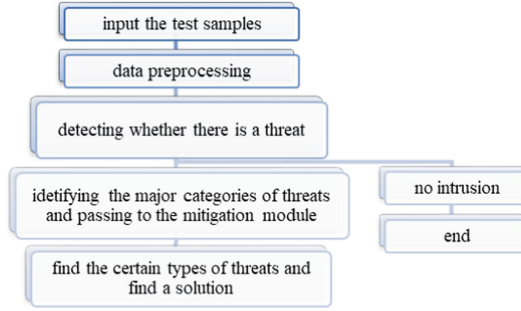 input the test samples
data preprocessing
detecting whether there is a threat
idetifying the major categories of threats
and passing to the mitigation module
no intrusion
end
find the certain types of threats and
find a solution